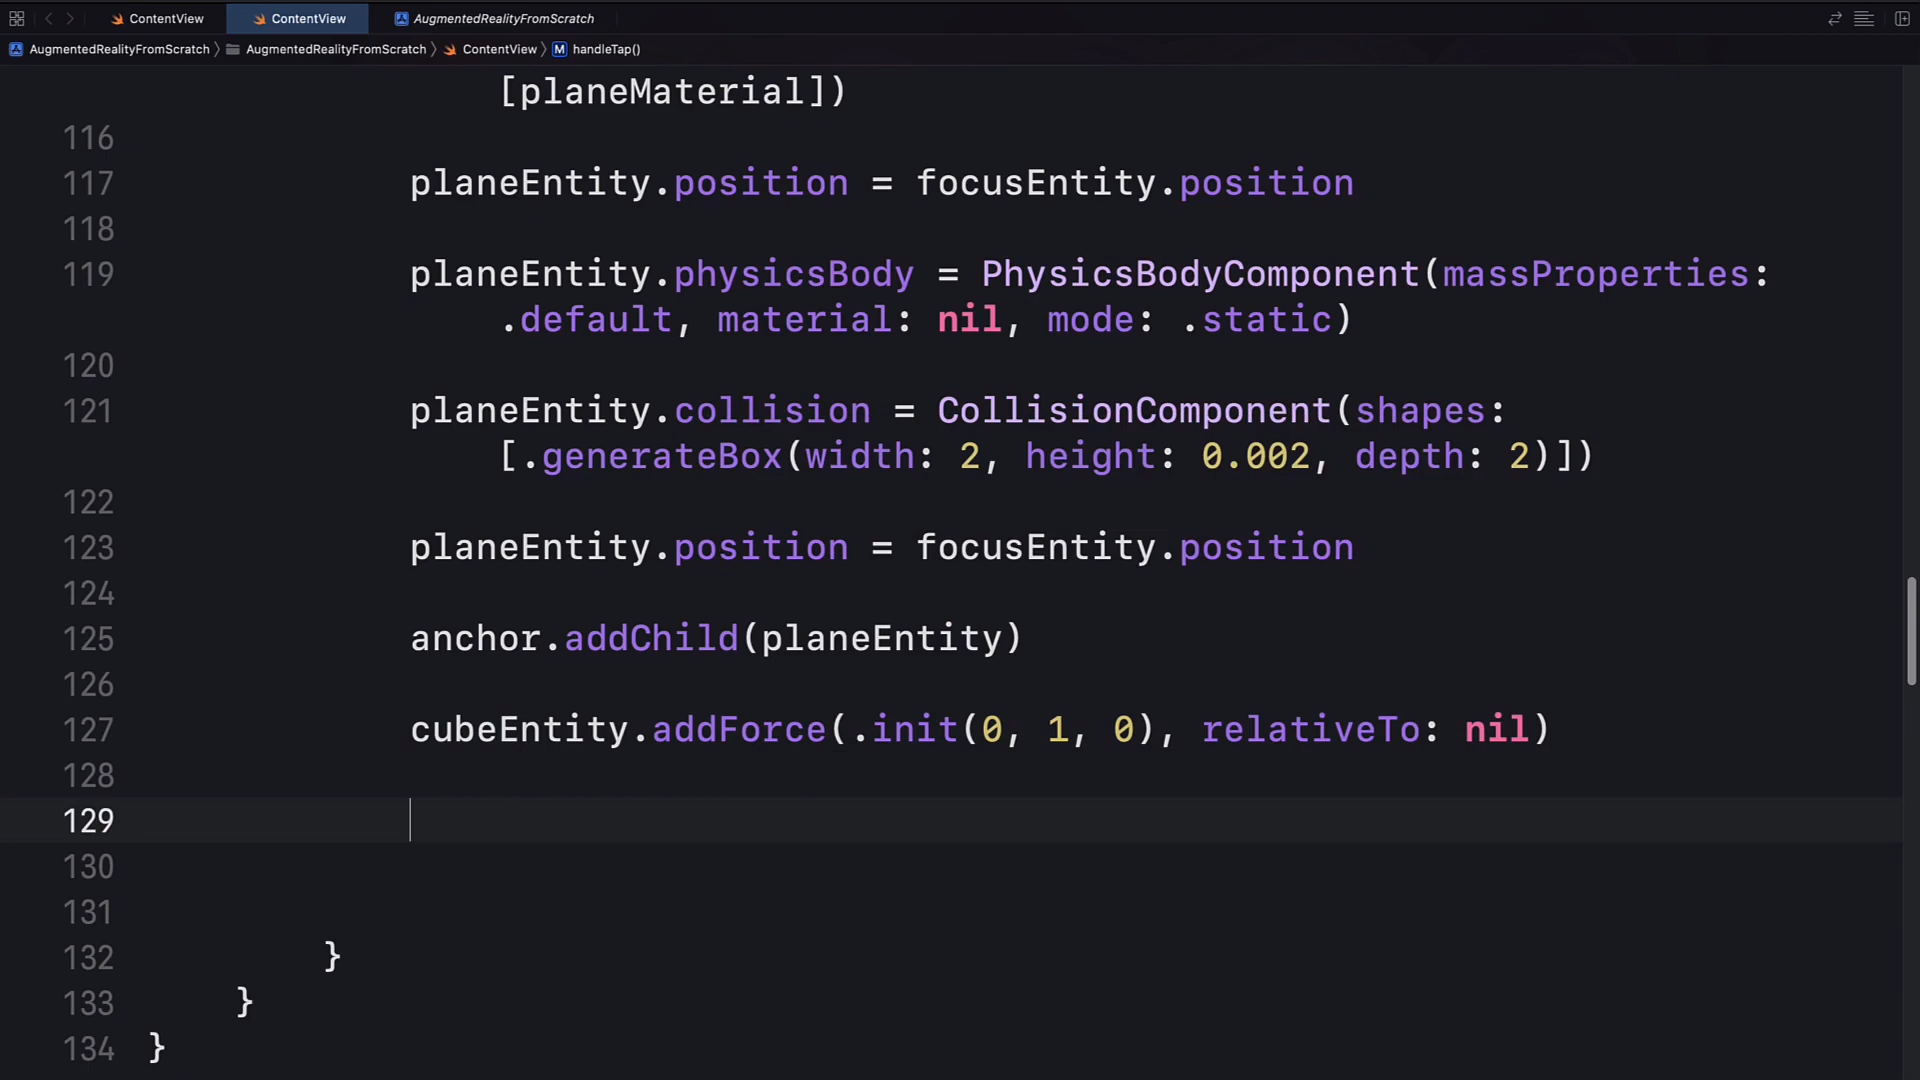 ContentView ContentView AugmentedRealityFromScratch
AugmentedRealityFromScratch 〉 AugmentedRealityFromScratch 〉 ContentView 〉 M handleTap()
[planeMaterial])
116
117 planeEntity.position = focusEntity.position
118
119 planeEntity.physicsBody = PhysicsBodyComponent(massProperties:
.default, material: nil, mode: .static)
120
121 planeEntity.collision = CollisionComponent(shapes:
[.generateBox(width: 2, height: 0.002, depth: 2)])
122
123 planeEntity.position = focusEntity.position
124
125 anchor.addChild(planeEntity)
126
127 cubeEntity.addForce(.init(0, 1, 0), relativeTo: nil)
128
129
130
131
132 }
133 }
134 }